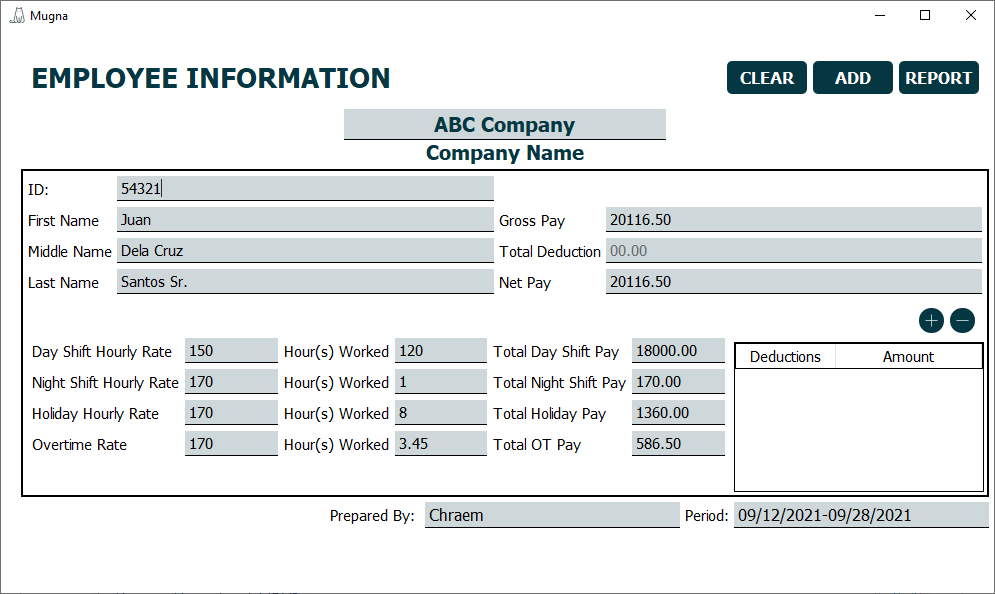 Mugna
EMPLOYEE INFORMATION
CLEAR ADD REPORT
ABC Company
Company Name
ID: 54321
First Name Juan Gross Pay 20116.50
Middle Name Dela Cruz Total Deduction 00.00
Last Name Santos Sr. Net Pay 20116.50
Day Shift Hourly Rate 150 Hour(s) Worked 120 Total Day Shift Pay 18000.00
Night Shift Hourly Rate 170 Hour(s) Worked 1 Total Night Shift Pay 170.00
Holiday Hourly Rate 170 Hour(s) Worked 8 Total Holiday Pay 1360.00
Overtime Rate 170 Hour(s) Worked 3.45 Total OT Pay 586.50
Deductions Amount
Prepared By: Chraem Period: 09/12/2021-09/28/2021